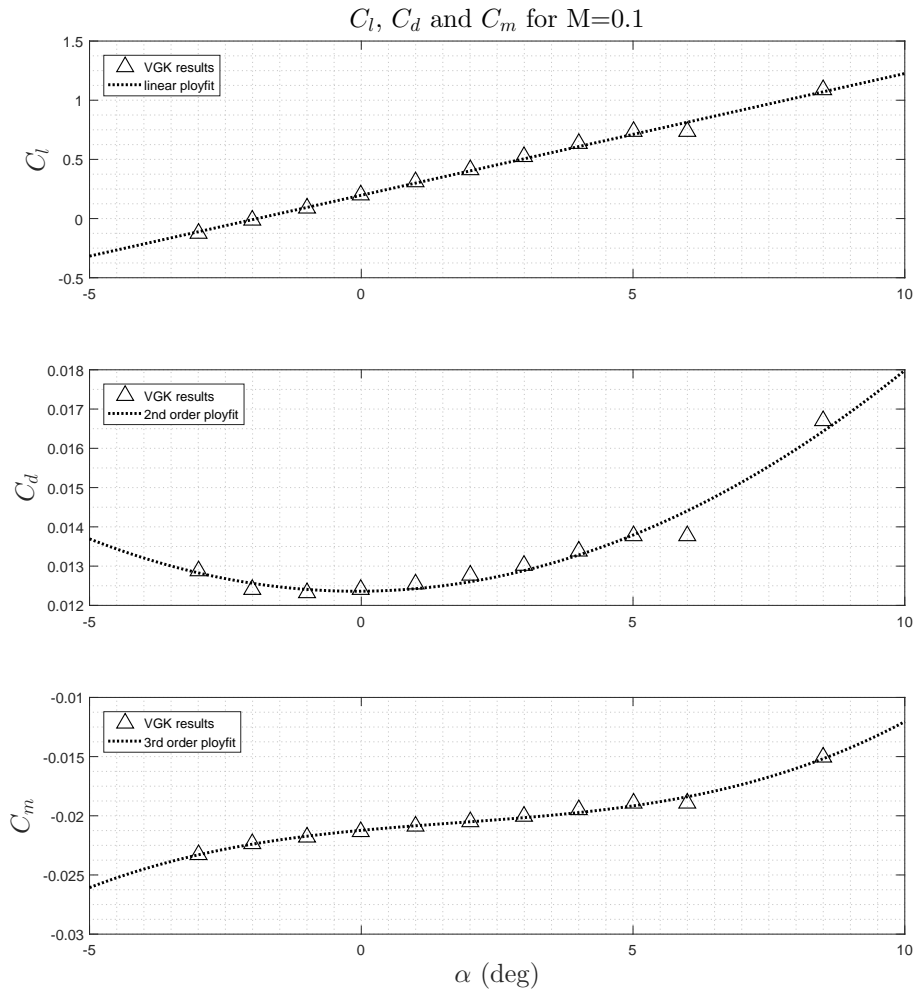 C_l, C_d and C_m for M=0.1
1.5
1
0.5
0
-0.5
C_l
VGK results
linear ployfit
-5
0
5
10
0.018
0.017
0.016
0.015
0.014
0.013
0.012
C_d
VGK results
2nd order ployfit
-5
0
5
10
-0.01
-0.015
-0.02
-0.025
-0.03
C_m
VGK results
3rd order ployfit
-5
0
5
10
α (deg)